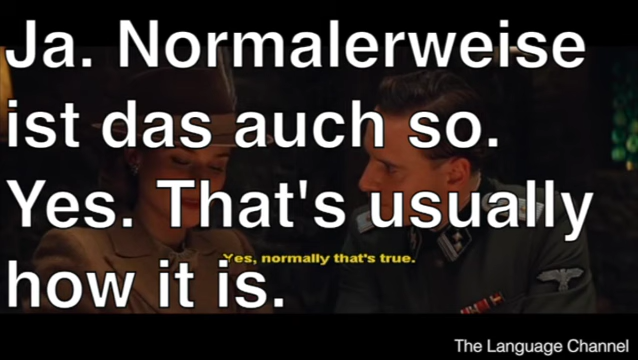 Ja. Normalerweise
ist das auch so.
Yes. That's usually
Yes, normally that's true.
how it is.
The Language Channel